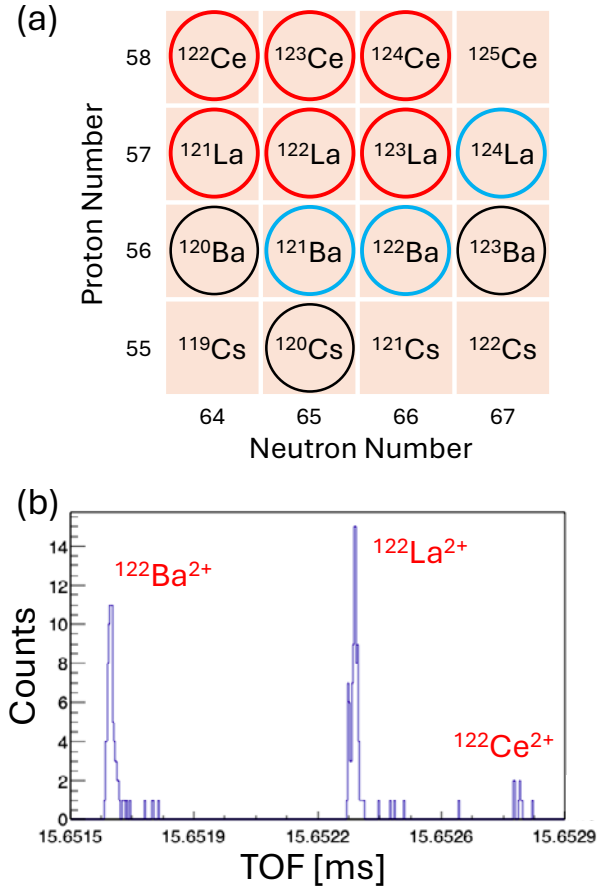 (a)
Proton Number
58 ¹²²Ce ¹²³Ce ¹²⁴Ce ¹²⁵Ce
57 ¹²¹La ¹²²La ¹²³La ¹²⁴La
56 ¹²⁰Ba ¹²¹Ba ¹²²Ba ¹²³Ba
55 ¹¹⁹Cs ¹²⁰Cs ¹²¹Cs ¹²²Cs
64 65 66 67
Neutron Number
(b)
Counts
14
12
10
8
6
4
2
0
¹²²Ba²⁺
¹²²La²⁺
¹²²Ce²⁺
15.6515 15.6519 15.6522 15.6526 15.6529
TOF [ms]